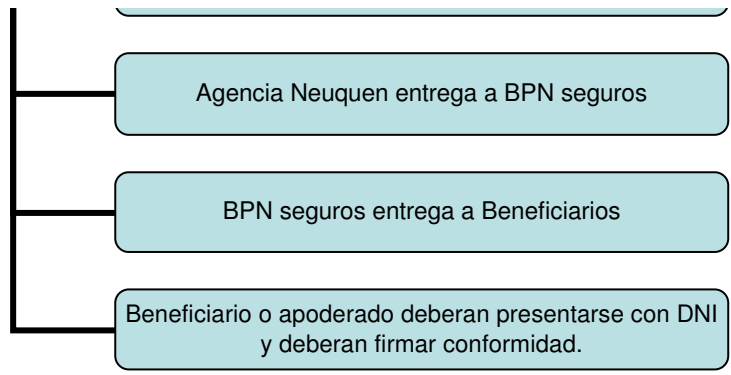 Agencia Neuquen entrega a BPN seguros
BPN seguros entrega a Beneficiarios
Beneficiario o apoderado deberan presentarse con DNI
y deberan firmar conformidad.